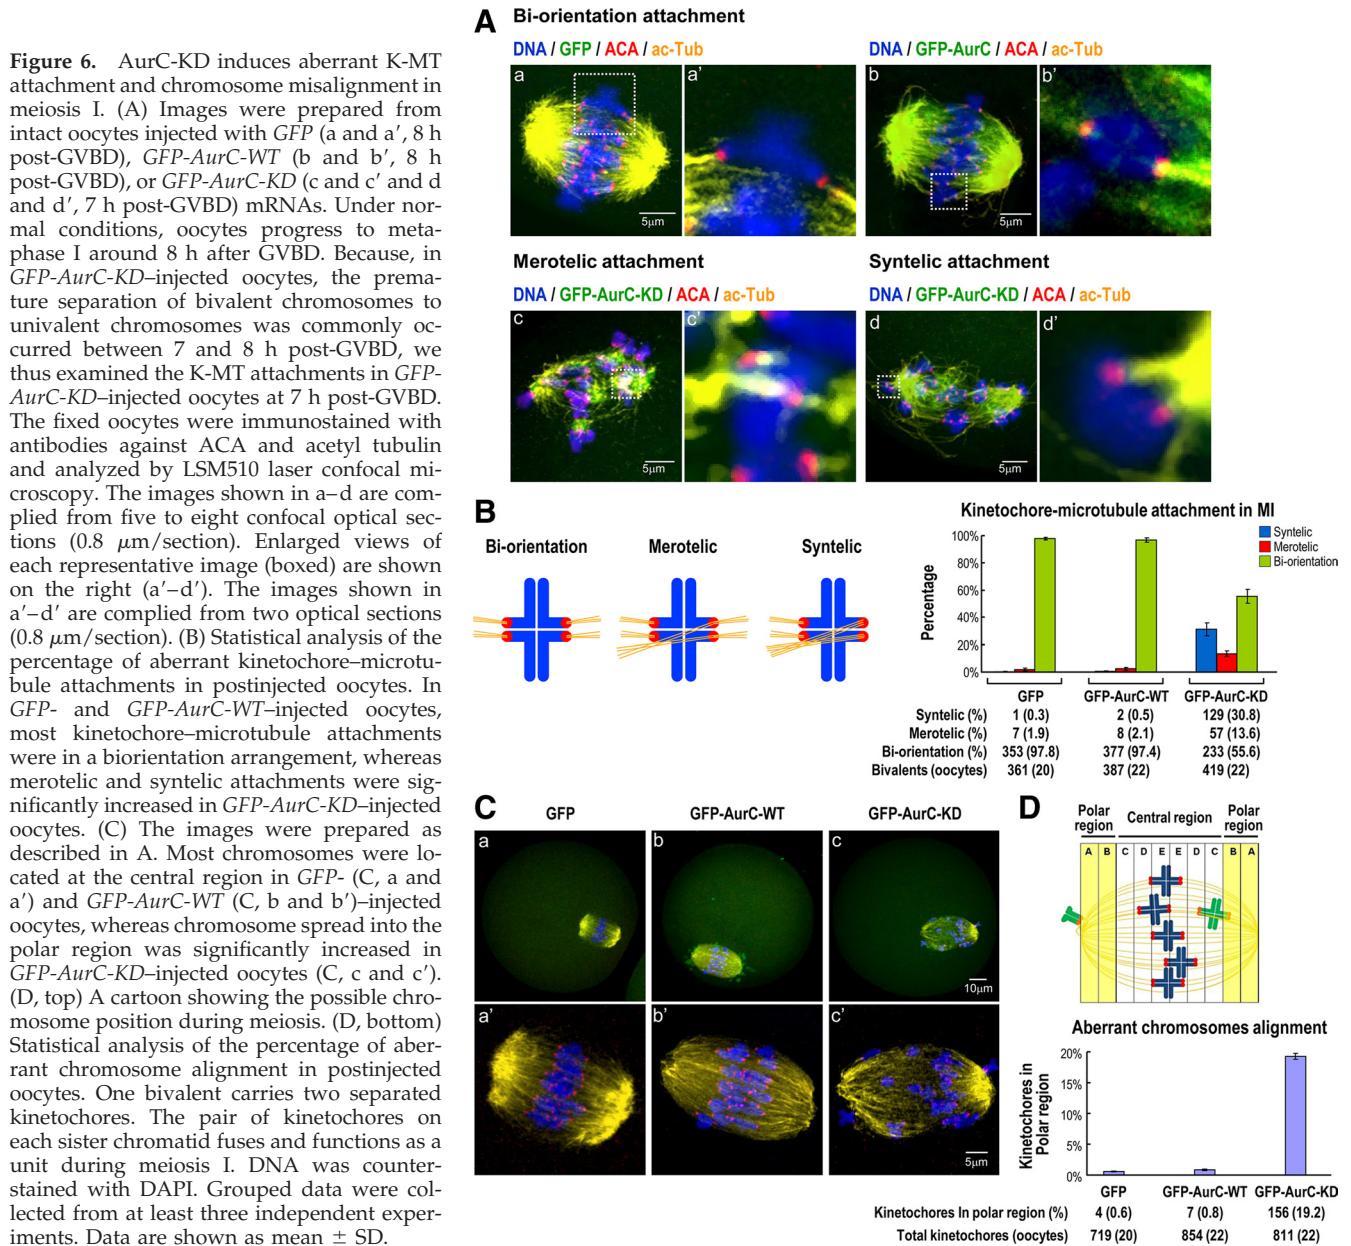 Figure 6. AurC-KD induces aberrant K-MT
attachment and chromosome misalignment in
meiosis I. (A) Images were prepared from
intact oocytes injected with GFP (a and a′, 8 h
post-GVBD), GFP-AurC-WT (b and b′, 8 h
post-GVBD), or GFP-AurC-KD (c and c′ and d
and d′, 7 h post-GVBD) mRNAs. Under nor-
mal conditions, oocytes progress to meta-
phase I around 8 h after GVBD. Because, in
GFP-AurC-KD–injected oocytes, the prema-
ture separation of bivalent chromosomes to
univalent chromosomes was commonly oc-
curred between 7 and 8 h post-GVBD, we
thus examined the K-MT attachments in GFP-
AurC-KD–injected oocytes at 7 h post-GVBD.
The fixed oocytes were immunostained with
antibodies against ACA and acetyl tubulin
and analyzed by LSM510 laser confocal mi-
croscopy. The images shown in a–d are com-
plied from five to eight confocal optical sec-
tions (0.8 μm/section). Enlarged views of
each representative image (boxed) are shown
on the right (a′–d′). The images shown in
a′–d′ are complied from two optical sections
(0.8 μm/section). (B) Statistical analysis of the
percentage of aberrant kinetochore–microtu-
bule attachments in postinjected oocytes. In
GFP- and GFP-AurC-WT–injected oocytes,
most kinetochore–microtubule attachments
were in a biorientation arrangement, whereas
merotelic and syntelic attachments were sig-
nificantly increased in GFP-AurC-KD–injected
oocytes. (C) The images were prepared as
described in A. Most chromosomes were lo-
cated at the central region in GFP- (C, a and
a′) and GFP-AurC-WT (C, b and b′)–injected
oocytes, whereas chromosome spread into the
polar region was significantly increased in
GFP-AurC-KD–injected oocytes (C, c and c′).
(D, top) A cartoon showing the possible chro-
mosome position during meiosis. (D, bottom)
Statistical analysis of the percentage of aber-
rant chromosome alignment in postinjected
oocytes. One bivalent carries two separated
kinetochores. The pair of kinetochores on
each sister chromatid fuses and functions as a
unit during meiosis I. DNA was counter-
stained with DAPI. Grouped data were col-
lected from at least three independent exper-
iments. Data are shown as mean ± SD.
A
Bi-orientation attachment
DNA / GFP / ACA / ac-Tub
DNA / GFP-AurC / ACA / ac-Tub
a
a'
b
b'
5μm
5μm
Merotelic attachment
Syntelic attachment
DNA / GFP-AurC-KD / ACA / ac-Tub
DNA / GFP-AurC-KD / ACA / ac-Tub
c
c'
d
d'
5μm
5μm
B
Bi-orientation
Merotelic
Syntelic
Kinetochore-microtubule attachment in MI
Syntelic
Merotelic
Bi-orientation
Percentage
100%
80%
60%
40%
20%
0%
GFP GFP-AurC-WT GFP-AurC-KD
Syntelic (%) 1 (0.3) 2 (0.5) 129 (30.8)
Merotelic (%) 7 (1.9) 8 (2.1) 57 (13.6)
Bi-orientation (%) 353 (97.8) 377 (97.4) 233 (55.6)
Bivalents (oocytes) 361 (20) 387 (22) 419 (22)
C
GFP
GFP-AurC-WT
GFP-AurC-KD
a
b
c
10μm
a'
b'
c'
5μm
D
Polar region
Central region
Polar region
A B C D E E D C B A
Aberrant chromosomes alignment
Kinetochores in
Polar region
20%
15%
10%
5%
0%
GFP GFP-AurC-WT GFP-AurC-KD
Kinetochores In polar region (%) 4 (0.6) 7 (0.8) 156 (19.2)
Total kinetochores (oocytes) 719 (20) 854 (22) 811 (22)